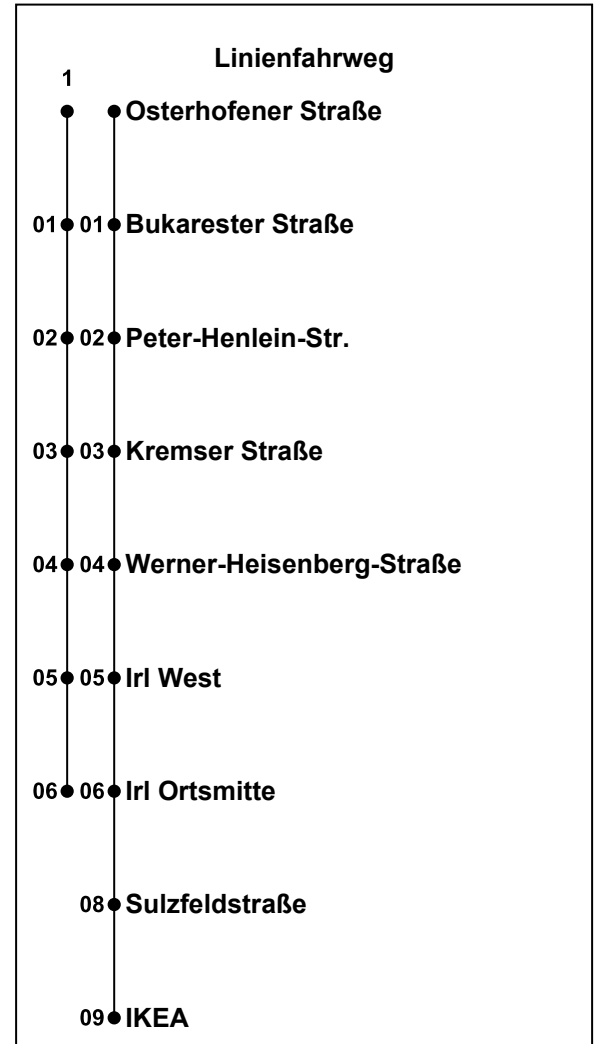 Linienfahrweg
1
Osterhofener Straße
01 01 Bukarester Straße
02 02 Peter-Henlein-Str.
03 03 Kremser Straße
04 04 Werner-Heisenberg-Straße
05 05 Irl West
06 06 Irl Ortsmitte
08 Sulzfeldstraße
09 IKEA